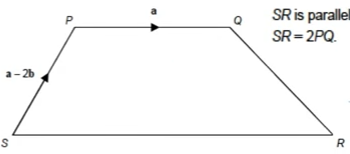 a
P
Q
SR is parallel
SR = 2PQ.
a – 2b
S
R